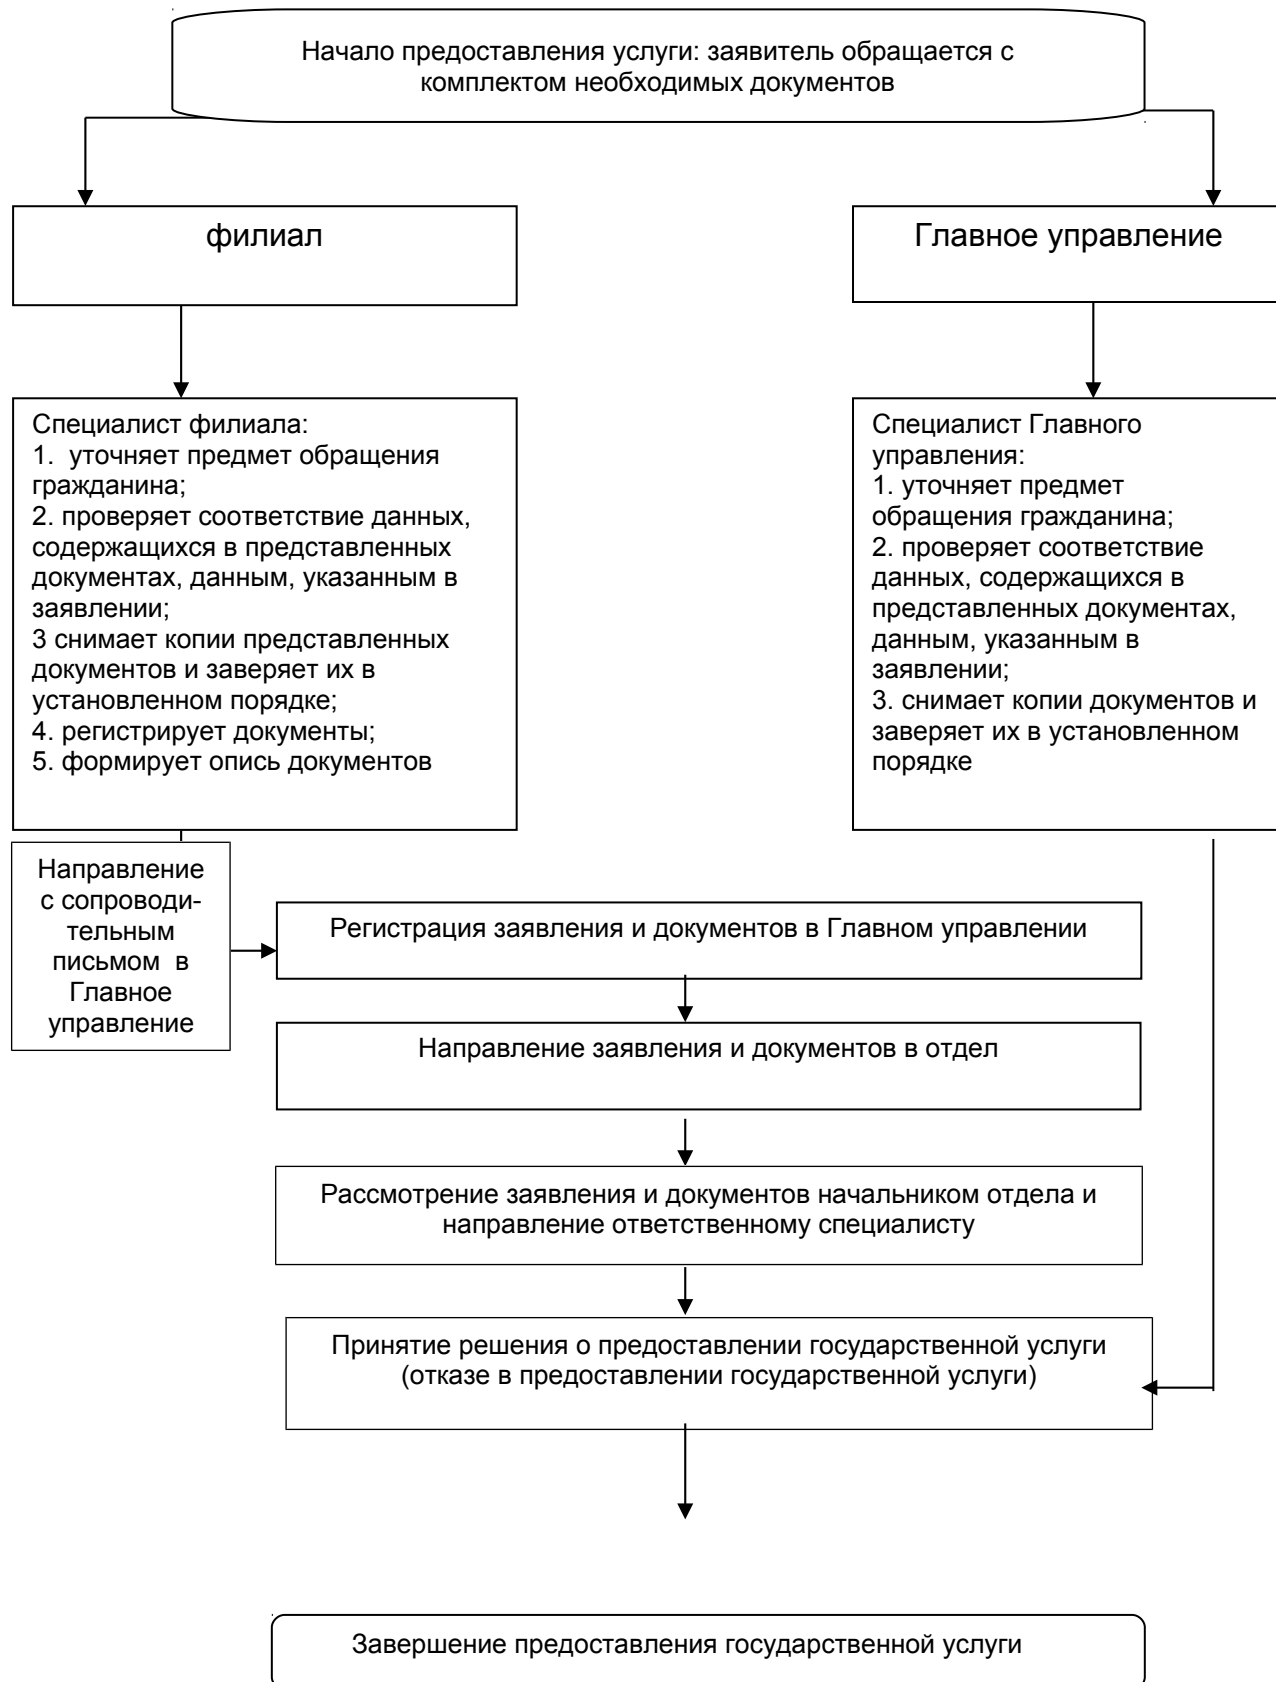 Начало предоставления услуги: заявитель обращается с
комплектом необходимых документов
филиал
Главное управление
Специалист филиала:
1.  уточняет предмет обращения
гражданина;
2. проверяет соответствие данных,
содержащихся в представленных
документах, данным, указанным в
заявлении;
3 снимает копии представленных
документов и заверяет их в
установленном порядке;
4. регистрирует документы;
5. формирует опись документов
Специалист Главного
управления:
1. уточняет предмет
обращения гражданина;
2. проверяет соответствие
данных, содержащихся в
представленных документах,
данным, указанным в
заявлении;
3. снимает копии документов и
заверяет их в установленном
порядке
Направление
с сопроводи-
тельным
письмом  в
Главное
управление
Регистрация заявления и документов в Главном управлении
Направление заявления и документов в отдел
Рассмотрение заявления и документов начальником отдела и
направление ответственному специалисту
Принятие решения о предоставлении государственной услуги
(отказе в предоставлении государственной услуги)
Завершение предоставления государственной услуги